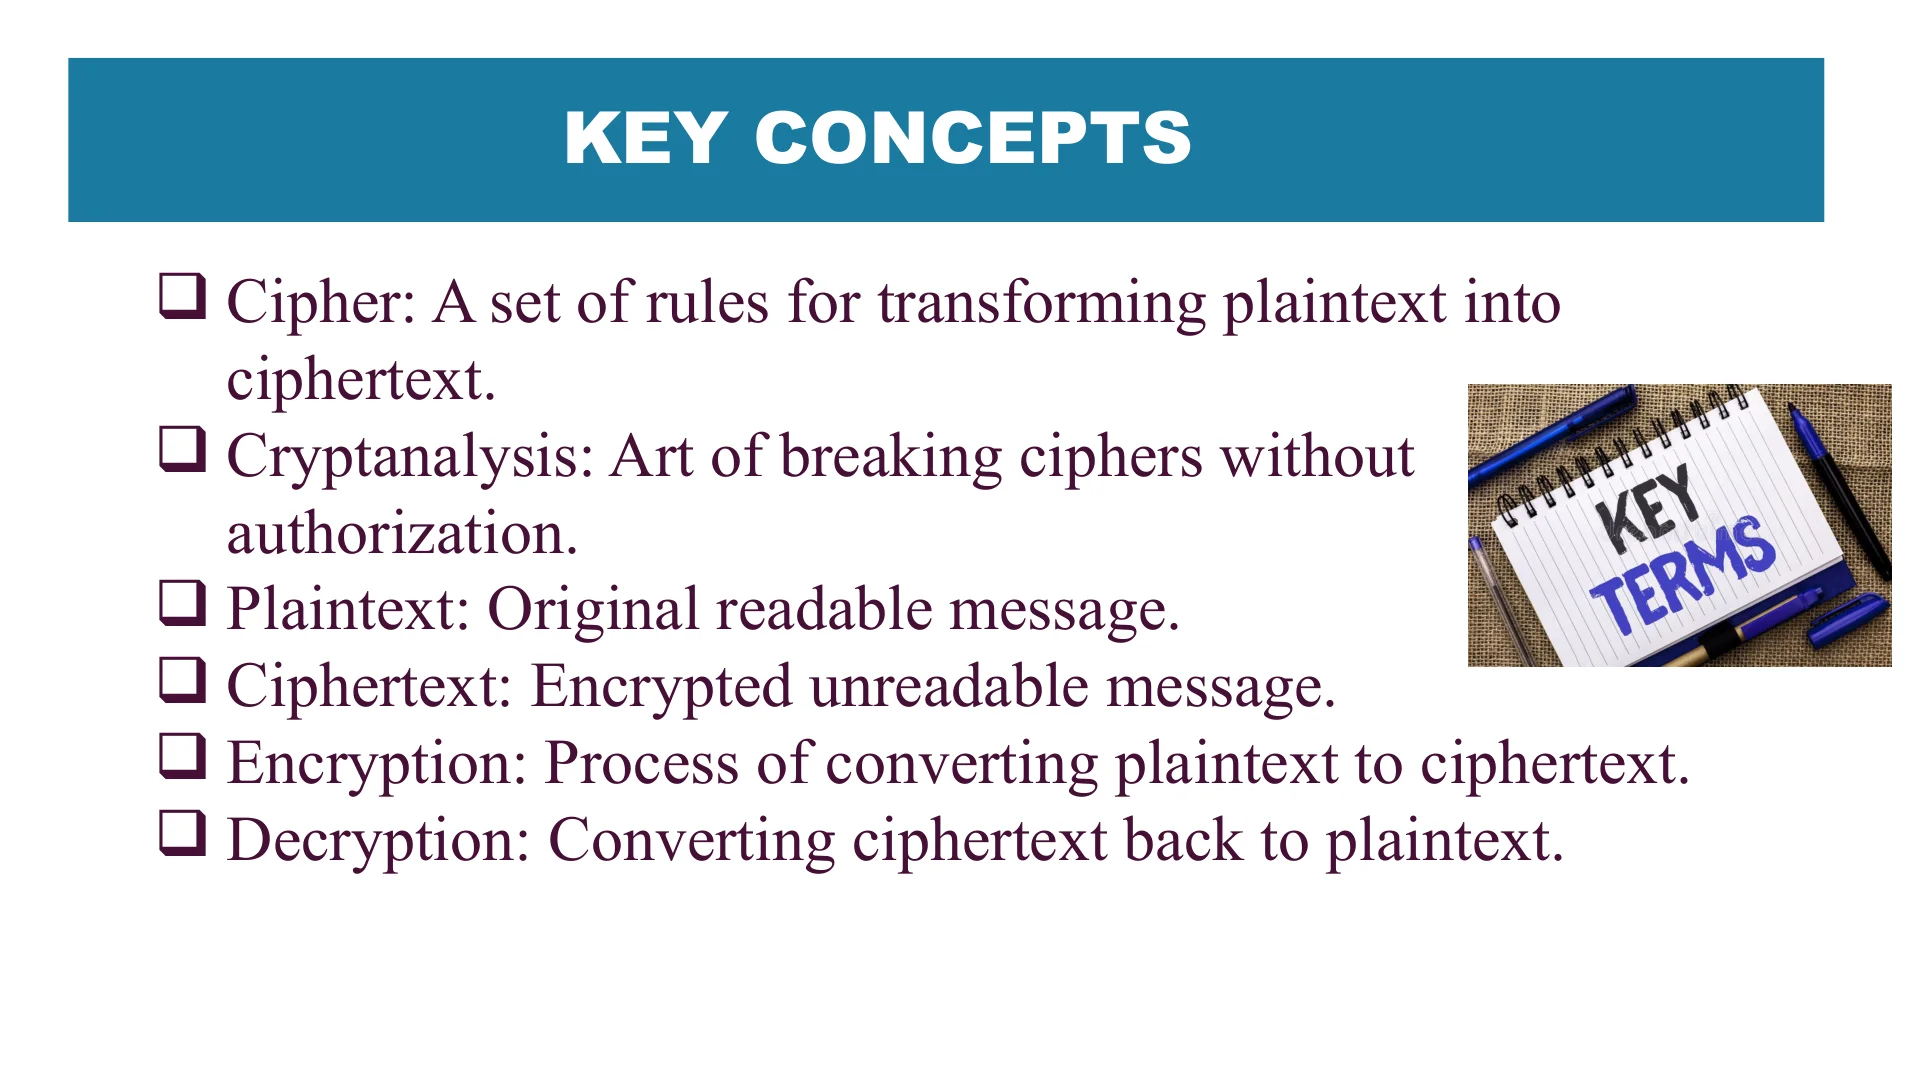 KEY CONCEPTS
❑ Cipher: A set of rules for transforming plaintext into
ciphertext.
❑ Cryptanalysis: Art of breaking ciphers without
authorization.
❑ Plaintext: Original readable message.
❑ Ciphertext: Encrypted unreadable message.
❑ Encryption: Process of converting plaintext to ciphertext.
❑ Decryption: Converting ciphertext back to plaintext.
KEY
TERMS